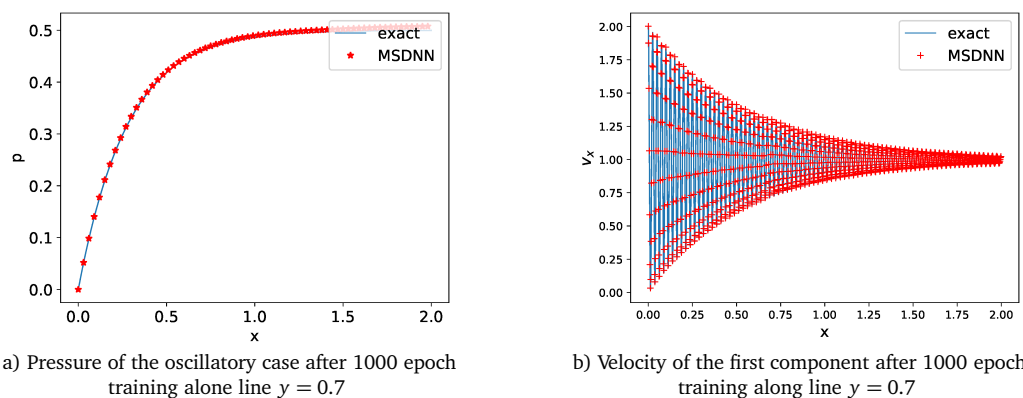 0.5
0.4
0.3
0.2
0.1
0.0
p
exact
MSDNN
0.0 0.5 1.0 1.5 2.0
x
2.00
1.75
1.50
1.25
1.00
0.75
0.50
0.25
0.00
v_x
exact
MSDNN
0.00 0.25 0.50 0.75 1.00 1.25 1.50 1.75 2.00
x
a) Pressure of the oscillatory case after 1000 epoch
training alone line y = 0.7
b) Velocity of the first component after 1000 epoch
training along line y = 0.7